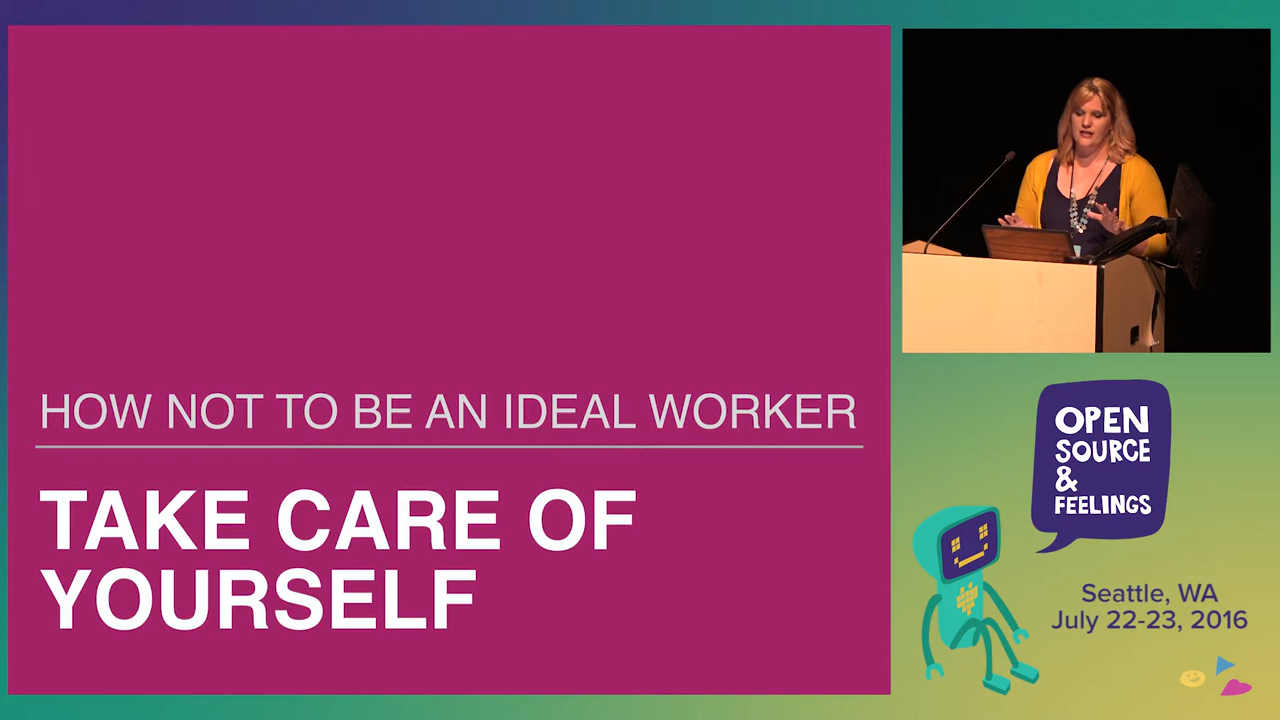 HOW NOT TO BE AN IDEAL WORKER
TAKE CARE OF
YOURSELF
OPEN
SOURCE
&
FEELINGS
Seattle, WA
July 22-23, 2016